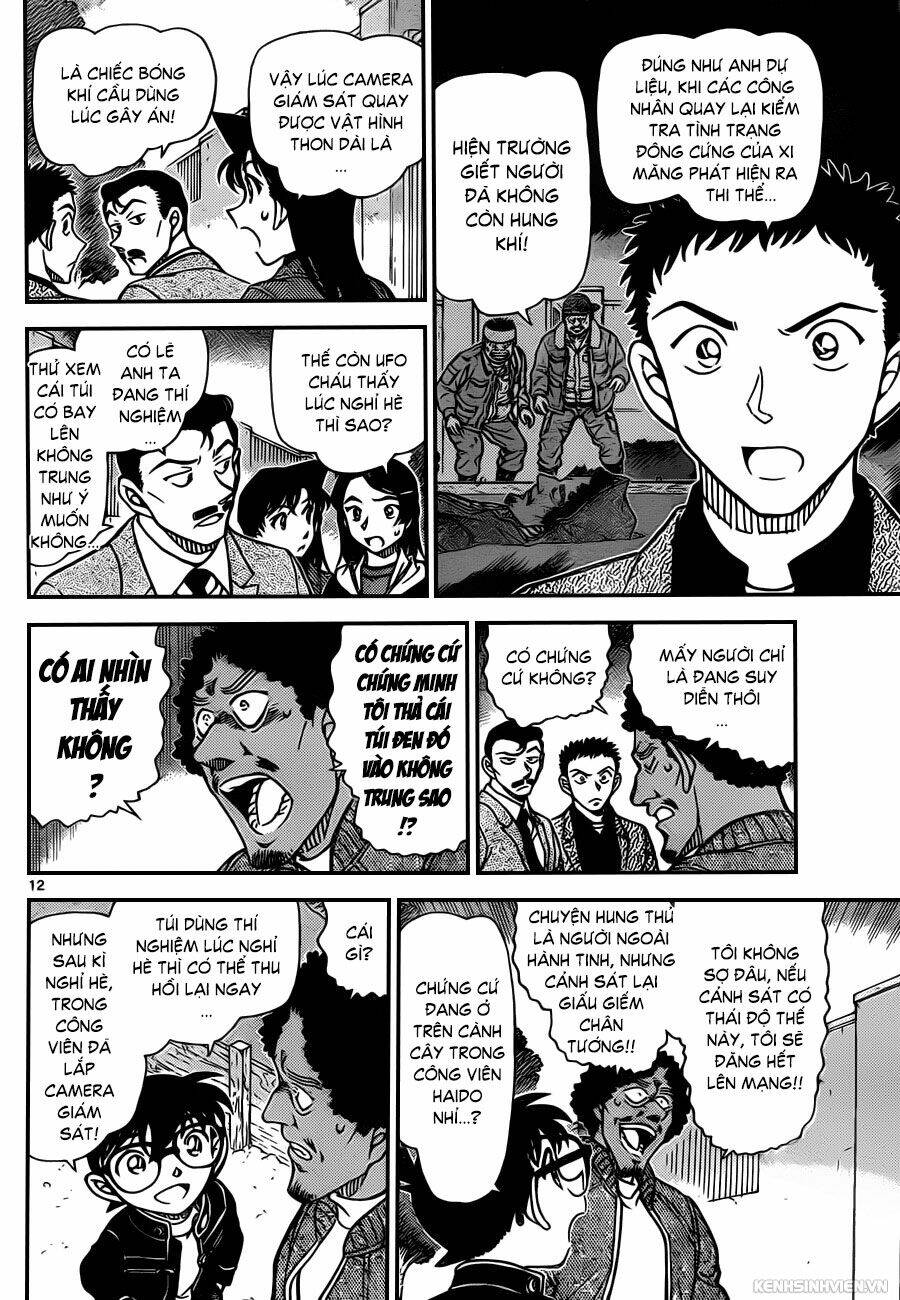 ĐÚNG NHƯ ANH DỰ
LIỆU, KHI CÁC CÔNG
NHÂN QUAY LẠI KIỂM
TRA TÌNH TRẠNG
ĐÔNG CỨNG CỦA XI
MĂNG PHÁT HIỆN RA
THI THỂ...
HIỆN TRƯỜNG
GIẾT NGƯỜI
ĐÃ KHÔNG
CÒN HUNG
KHÍ!
VẬY LÚC CAMERA
GIÁM SÁT QUAY
ĐƯỢC VẬT HÌNH
THON DÀI LÀ
...
LÀ CHIẾC BÓNG
KHÍ CẦU DÙNG
LÚC GÂY ÁN!
THẾ CÒN UFO
CHÁU THẤY
LÚC NGHỈ HÈ
THÌ SAO?
CÓ LẼ
ANH TA
ĐANG THÍ
NGHIỆM
...
THỬ XEM
CÁI TÚI
CÓ BAY
LÊN
KHÔNG
TRUNG
NHƯ Ý
MUỐN
KHÔNG...
MẤY NGƯỜI CHỈ
LÀ ĐANG SUY
DIỄN THÔI
...
CÓ CHỨNG
CỨ KHÔNG?
CÓ CHỨNG CỨ
CHỨNG MINH
TÔI THẢ CÁI
TÚI ĐEN ĐÓ
VÀO KHÔNG
TRUNG SAO
!?
CÓ AI NHÌN
THẤY
KHÔNG
?
12
TÔI KHÔNG
SỢ ĐÂU, NẾU
CẢNH SÁT CÓ
THÁI ĐỘ THẾ
NÀY, TÔI SẼ
ĐĂNG HẾT
LÊN MẠNG!!
CHUYỆN HUNG THỦ
LÀ NGƯỜI NGOÀI
HÀNH TINH, NHƯNG
CẢNH SÁT LẠI
GIẤU GIẾM
CHÂN
TƯỚNG!!
CHỨNG CỨ
ĐANG Ở
TRÊN CÀNH
CÂY TRONG
CÔNG VIÊN
HAIDO
NHỈ...?
CÁI
GÌ?
TÚI DÙNG THÍ
NGHIỆM LÚC NGHỈ
HÈ THÌ CÓ THỂ THU
HỒI LẠI NGAY
...
NHƯNG
SAU KÌ
NGHỈ HÈ,
TRONG
CÔNG
VIÊN ĐÃ
LẮP
CAMERA
GIÁM
SÁT!
KENHSINHVIEN.VN